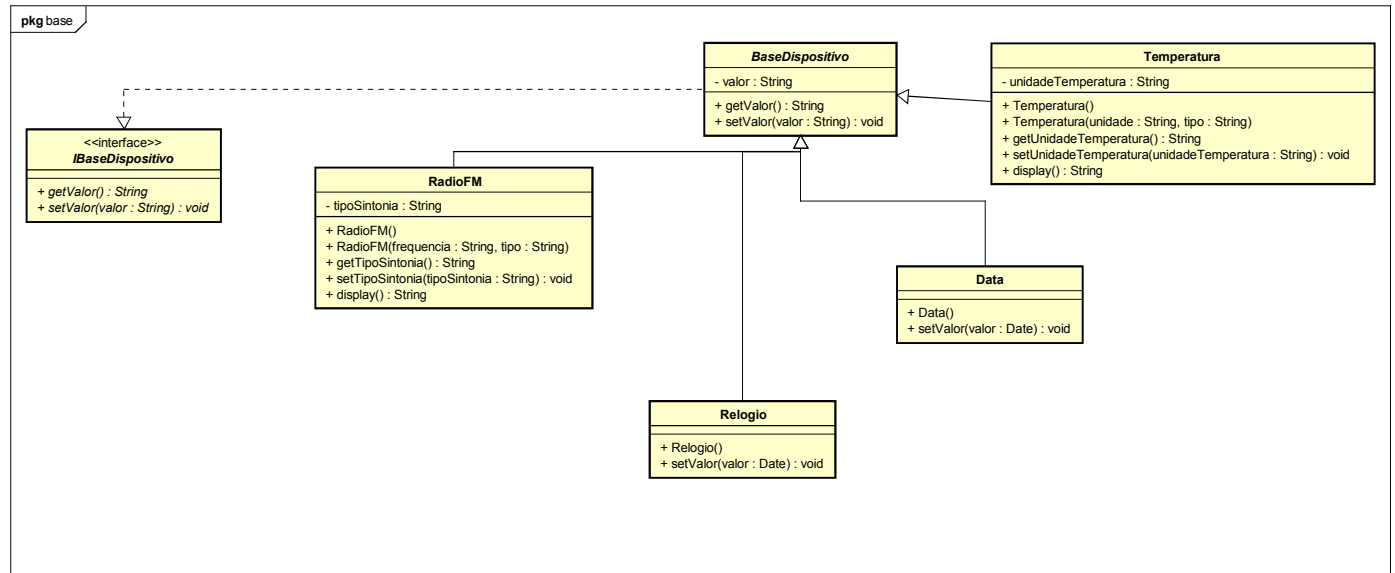 pkg base
BaseDispositivo
- valor : String
+ getValor() : String
+ setValor(valor : String) : void
Temperatura
- unidadeTemperatura : String
+ Temperatura()
+ Temperatura(unidade : String, tipo : String)
+ getUnidadeTemperatura() : String
+ setUnidadeTemperatura(unidadeTemperatura : String) : void
+ display() : String
<<interface>>
IBaseDispositivo
+ getValor() : String
+ setValor(valor : String) : void
RadioFM
- tipoSintonia : String
+ RadioFM()
+ RadioFM(frequencia : String, tipo : String)
+ getTipoSintonia() : String
+ setTipoSintonia(tipoSintonia : String) : void
+ display() : String
Data
+ Data()
+ setValor(valor : Date) : void
Relogio
+ Relogio()
+ setValor(valor : Date) : void